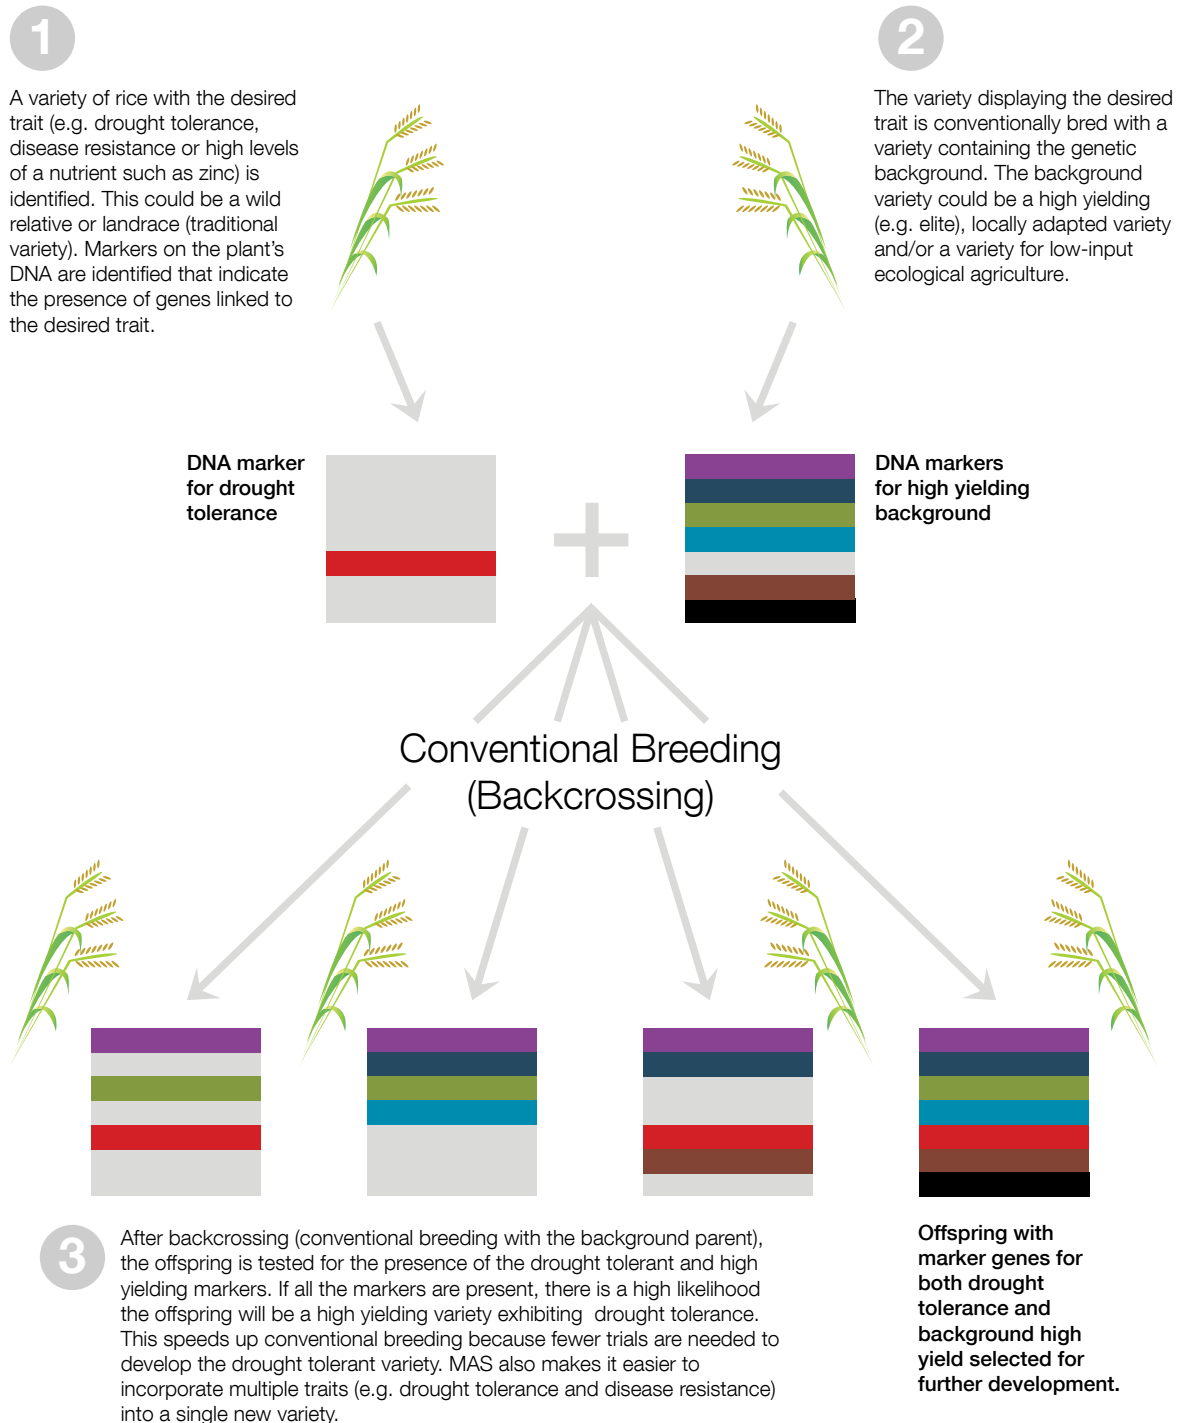 1
A variety of rice with the desired
trait (e.g. drought tolerance,
disease resistance or high levels
of a nutrient such as zinc) is
identified. This could be a wild
relative or landrace (traditional
variety). Markers on the plant’s
DNA are identified that indicate
the presence of genes linked to
the desired trait.
2
The variety displaying the desired
trait is conventionally bred with a
variety containing the genetic
background. The background
variety could be a high yielding
(e.g. elite), locally adapted variety
and/or a variety for low-input
ecological agriculture.
DNA marker
for drought
tolerance
DNA markers
for high yielding
background
Conventional Breeding
(Backcrossing)
3
After backcrossing (conventional breeding with the background parent),
the offspring is tested for the presence of the drought tolerant and high
yielding markers. If all the markers are present, there is a high likelihood
the offspring will be a high yielding variety exhibiting drought tolerance.
This speeds up conventional breeding because fewer trials are needed to
develop the drought tolerant variety. MAS also makes it easier to
incorporate multiple traits (e.g. drought tolerance and disease resistance)
into a single new variety.
Offspring with
marker genes for
both drought
tolerance and
background high
yield selected for
further development.